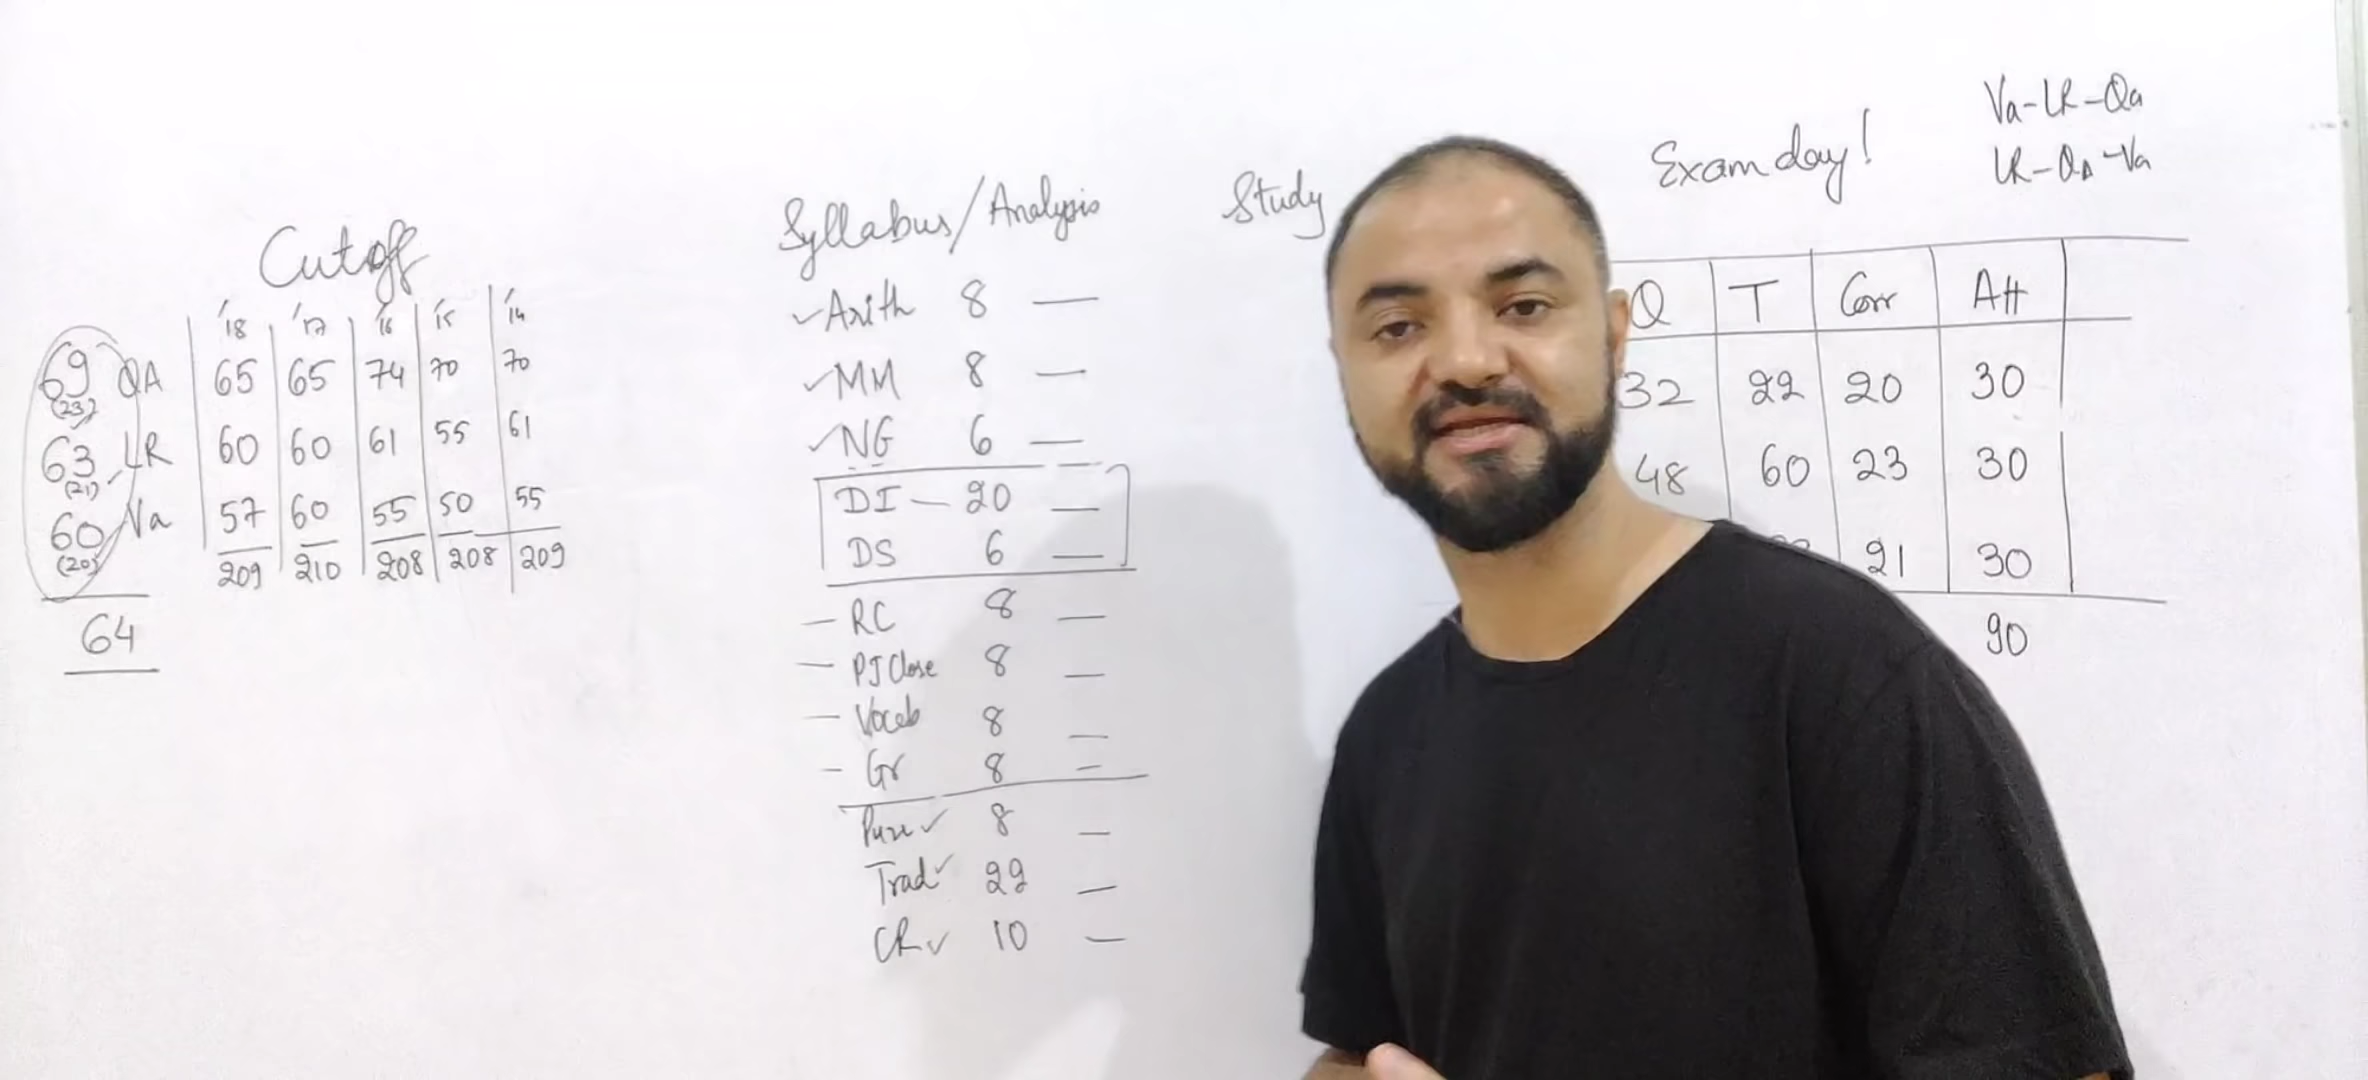 Cutoff
'18 '17 '16 '15 '14
69 QA 65 65 74 70 70
(23)
63 LR 60 60 61 55 61
(21)
60 Va 57 60 55 50 55
(20)
209 210 208 208 209
64
Syllabus/Analysis
✓Arith 8 —
✓MM 8 —
✓NG 6 —
DI — 20 —
DS 6 —
— RC 8 —
— PJ Close 8 —
— Vocab 8 —
— Gr 8 =
✓ 8 —
Trad✓ 22 —
CR✓ 10 —
Study
Exam day!
Va-LR-Qa
LR-QA-Va
Q T Corr Att
32 22 20 30
48 60 23 30
21 30
90